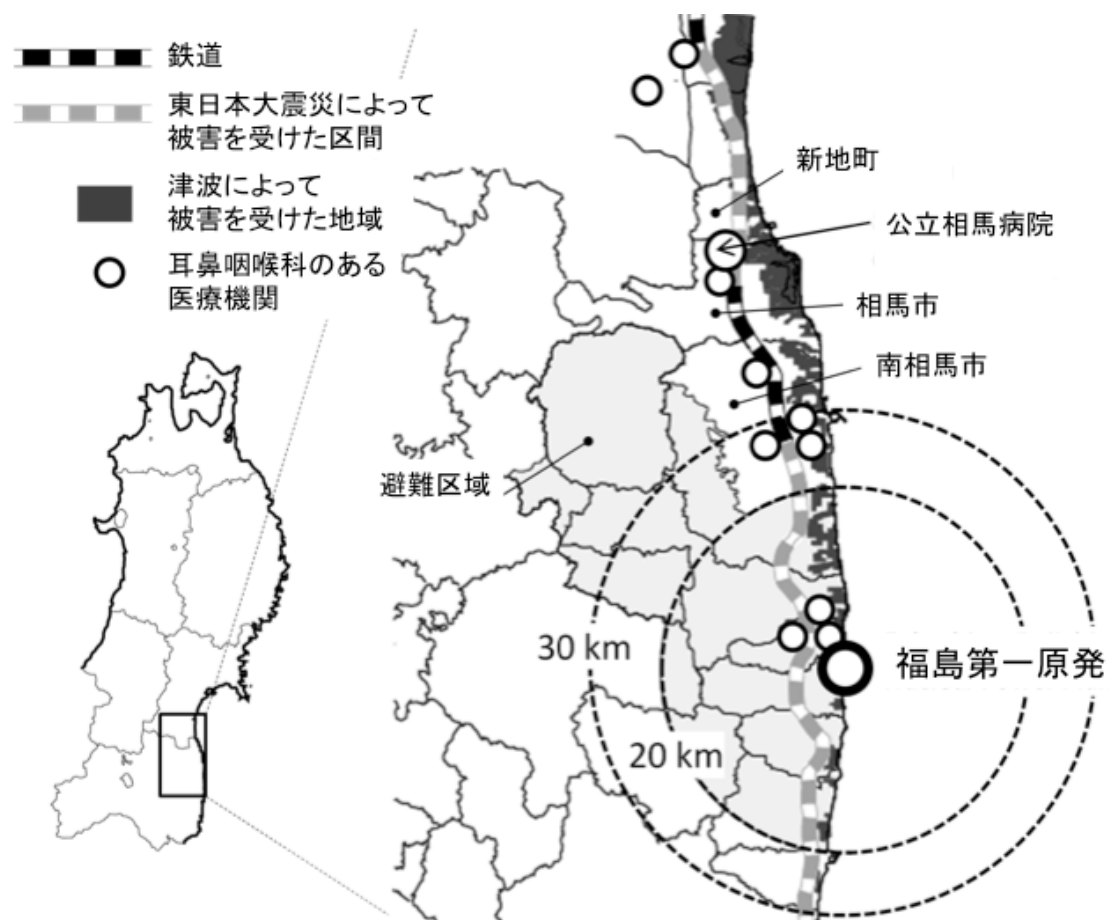 鉄道
東日本大震災によって
被害を受けた区間
津波によって
被害を受けた地域
耳鼻咽喉科のある
医療機関
新地町
公立相馬病院
相馬市
南相馬市
避難区域
30 km
福島第一原発
20 km